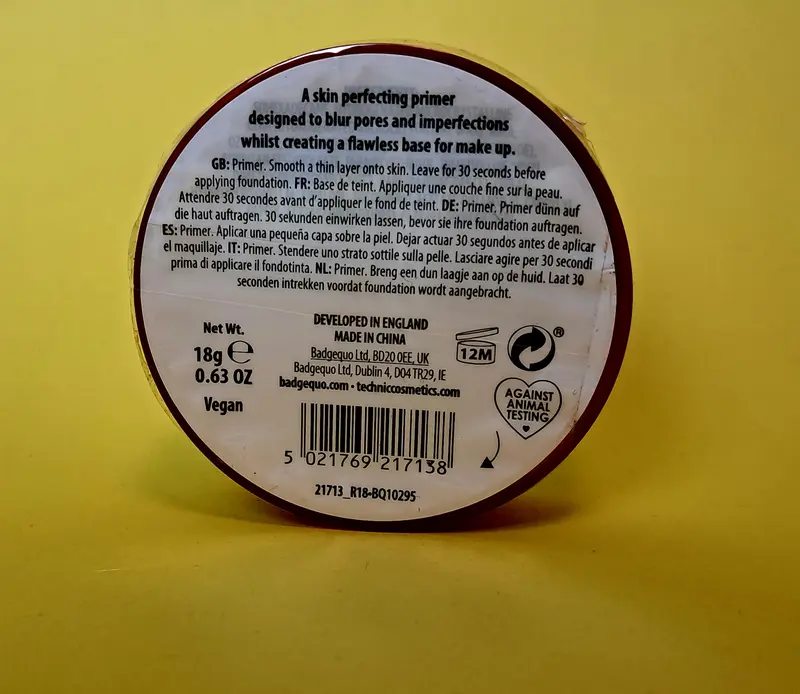 A skin perfecting primer
designed to blur pores and imperfections
whilst creating a flawless base for make up.
GB: Primer. Smooth a thin layer onto skin. Leave for 30 seconds before
applying foundation. FR: Base de teint. Appliquer une couche fine sur la peau.
Attendre 30 secondes avant d'appliquer le fond de teint. DE: Primer. Primer dünn auf
die haut auftragen. 30 sekunden einwirken lassen, bevor sie ihre foundation auftragen.
ES: Primer. Aplicar una pequeña capa sobre la piel. Dejar actuar 30 segundos antes de aplicar
el maquillaje. IT: Primer. Stendere uno strato sottile sulla pelle. Lasciare agire per 30 secondi
prima di applicare il fondotinta. NL: Primer. Breng een dun laagje aan op de huid. Laat 30
seconden intrekken voordat foundation wordt aangebracht.
Net Wt.
18g ℮
0.63 OZ
Vegan
DEVELOPED IN ENGLAND
MADE IN CHINA
Badgequo Ltd, BD20 0EE, UK
Badgequo Ltd, Dublin 4, D04 TR29, IE
badgequo.com • techniccosmetics.com
12M
®
AGAINST
ANIMAL
TESTING
5 021769 217138
21713_R18-BQ10295